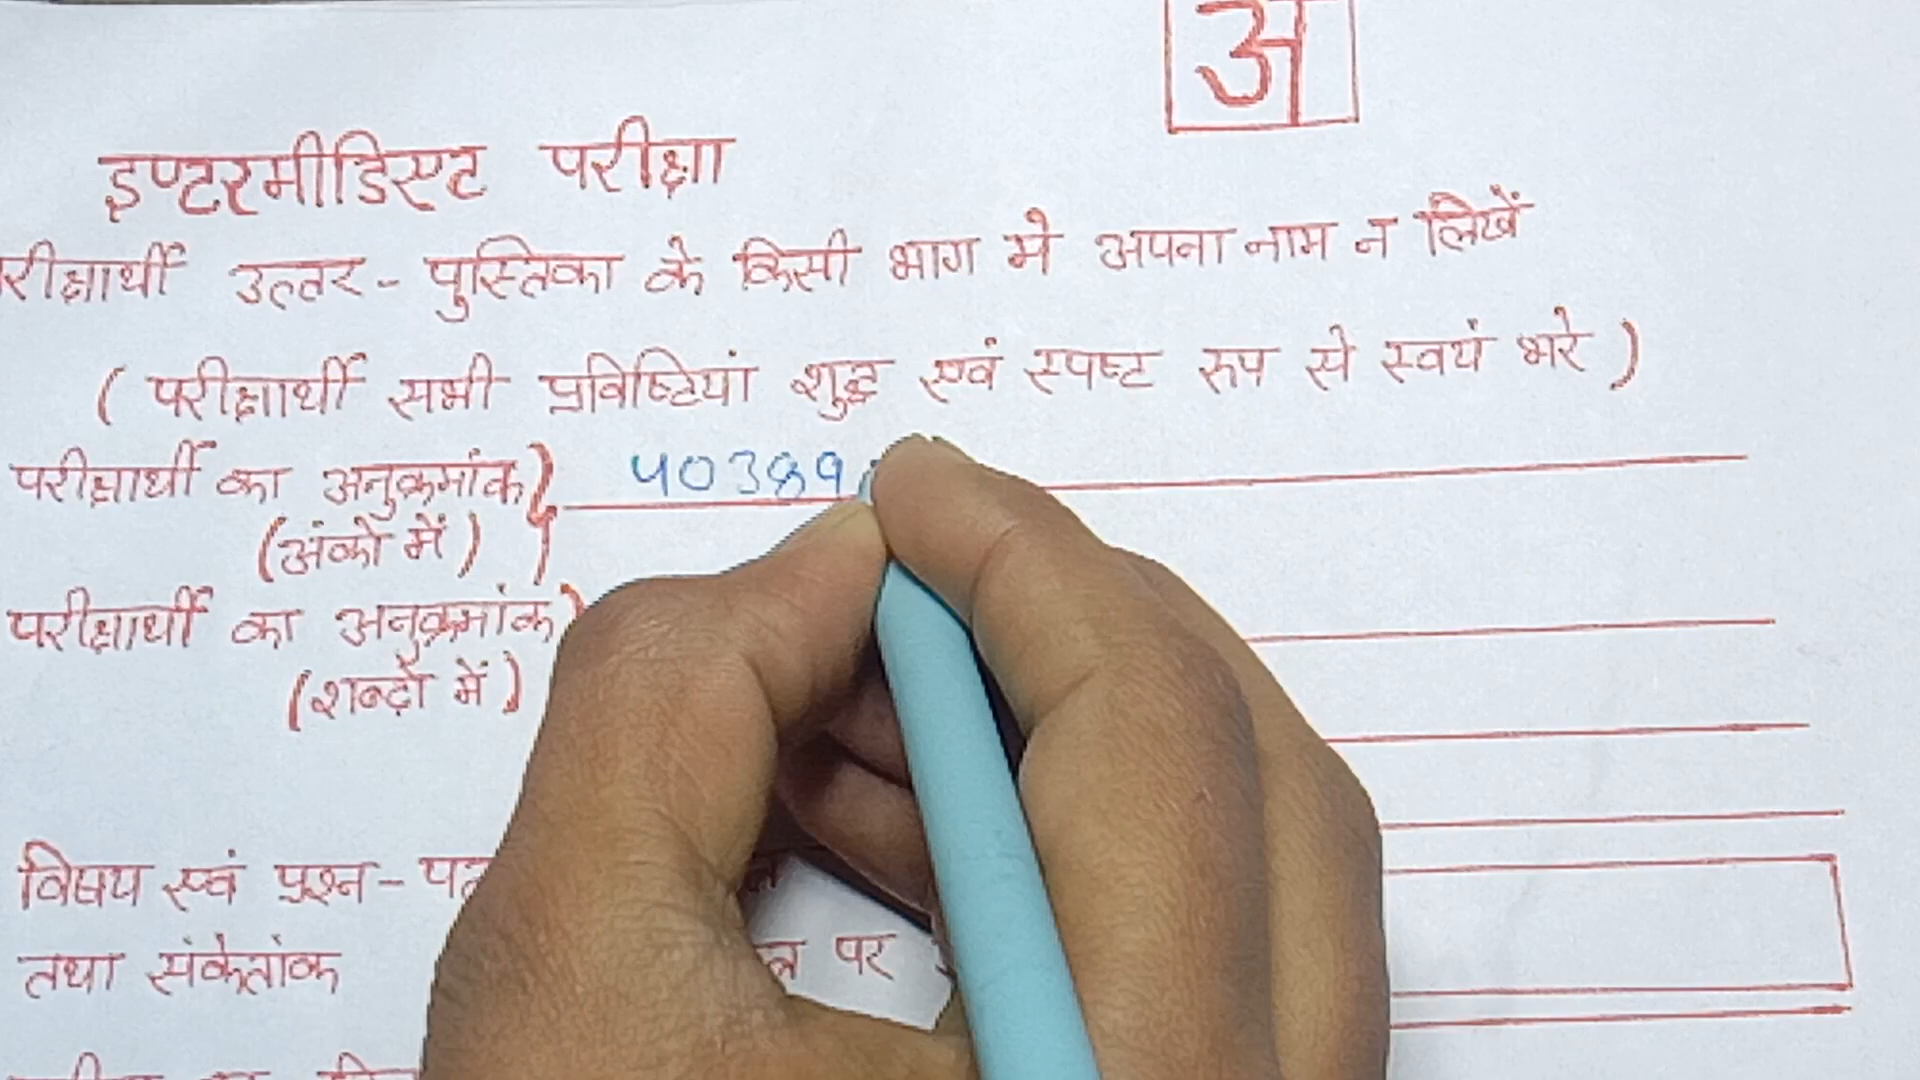 अ
इण्टरमीडिएट परीक्षा
रीक्षार्थी उत्तर - पुस्तिका के किसी भाग मे अपना नाम न लिखें
( परीक्षार्थी सभी प्रविष्टियां शुद्ध एवं स्पष्ट रूप से स्वयं भरे )
परीक्षार्थी का अनुक्रमांक 40389
(अंको में)
परीक्षार्थी का अनुक्रमांक
(शब्दों में)
विषय एवं प्रश्न - पत्र
तथा संकेतांक पर